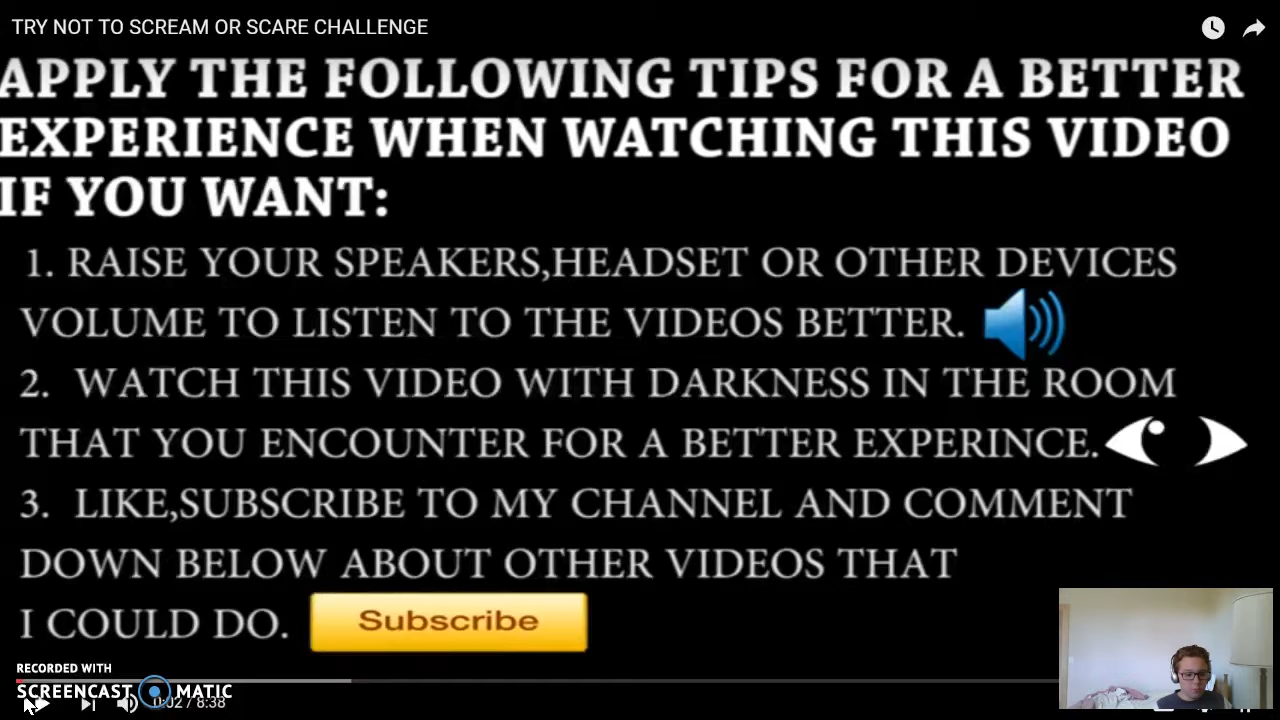 TRY NOT TO SCREAM OR SCARE CHALLENGE
APPLY THE FOLLOWING TIPS FOR A BETTER
EXPERIENCE WHEN WATCHING THIS VIDEO
IF YOU WANT:
1. RAISE YOUR SPEAKERS,HEADSET OR OTHER DEVICES
VOLUME TO LISTEN TO THE VIDEOS BETTER.
2. WATCH THIS VIDEO WITH DARKNESS IN THE ROOM
THAT YOU ENCOUNTER FOR A BETTER EXPERINCE.
3. LIKE,SUBSCRIBE TO MY CHANNEL AND COMMENT
DOWN BELOW ABOUT OTHER VIDEOS THAT
I COULD DO. Subscribe
RECORDED WITH
SCREENCAST MATIC
0:02 / 8:38